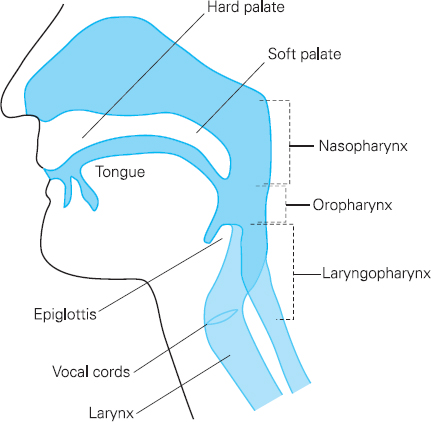 Hard palate
Soft palate
Nasopharynx
Tongue
Oropharynx
Laryngopharynx
Epiglottis
Vocal cords
Larynx